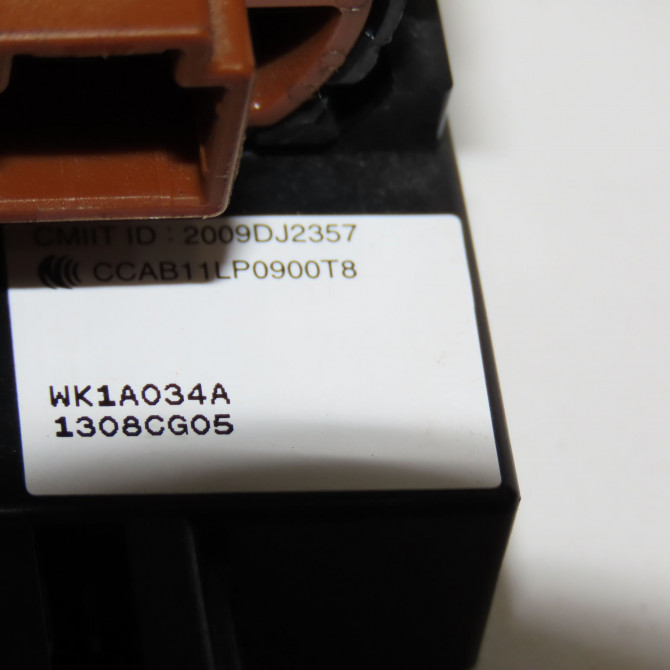 CMIIT ID : 2009DJ2357
CCAB11LP0900T8
WK1A034A
1308CG05